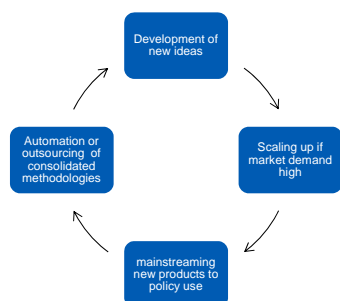 Development of
new ideas
Scaling up if
market demand
high
mainstreaming
new products to
policy use
Automation or
outsourcing of
consolidated
methodologies